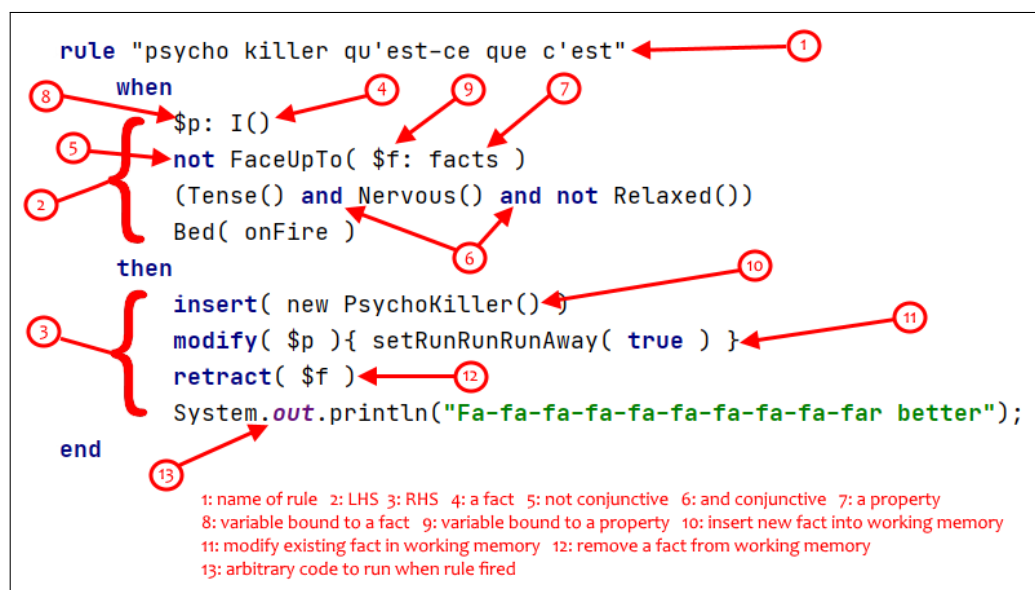 rule "psycho killer qu'est-ce que c'est" 1
when
8 4 9 7
$p: I()
5 not FaceUpTo( $f: facts )
2 (Tense() and Nervous() and not Relaxed())
Bed( onFire ) 6
then 10
insert( new PsychoKiller() )
3 modify( $p ){ setRunRunRunAway( true ) } 11
retract( $f ) 12
System.out.println("Fa-fa-fa-fa-fa-fa-fa-fa-fa-far better");
end
13
1: name of rule 2: LHS 3: RHS 4: a fact 5: not conjunctive 6: and conjunctive 7: a property
8: variable bound to a fact 9: variable bound to a property 10: insert new fact into working memory
11: modify existing fact in working memory 12: remove a fact from working memory
13: arbitrary code to run when rule fired